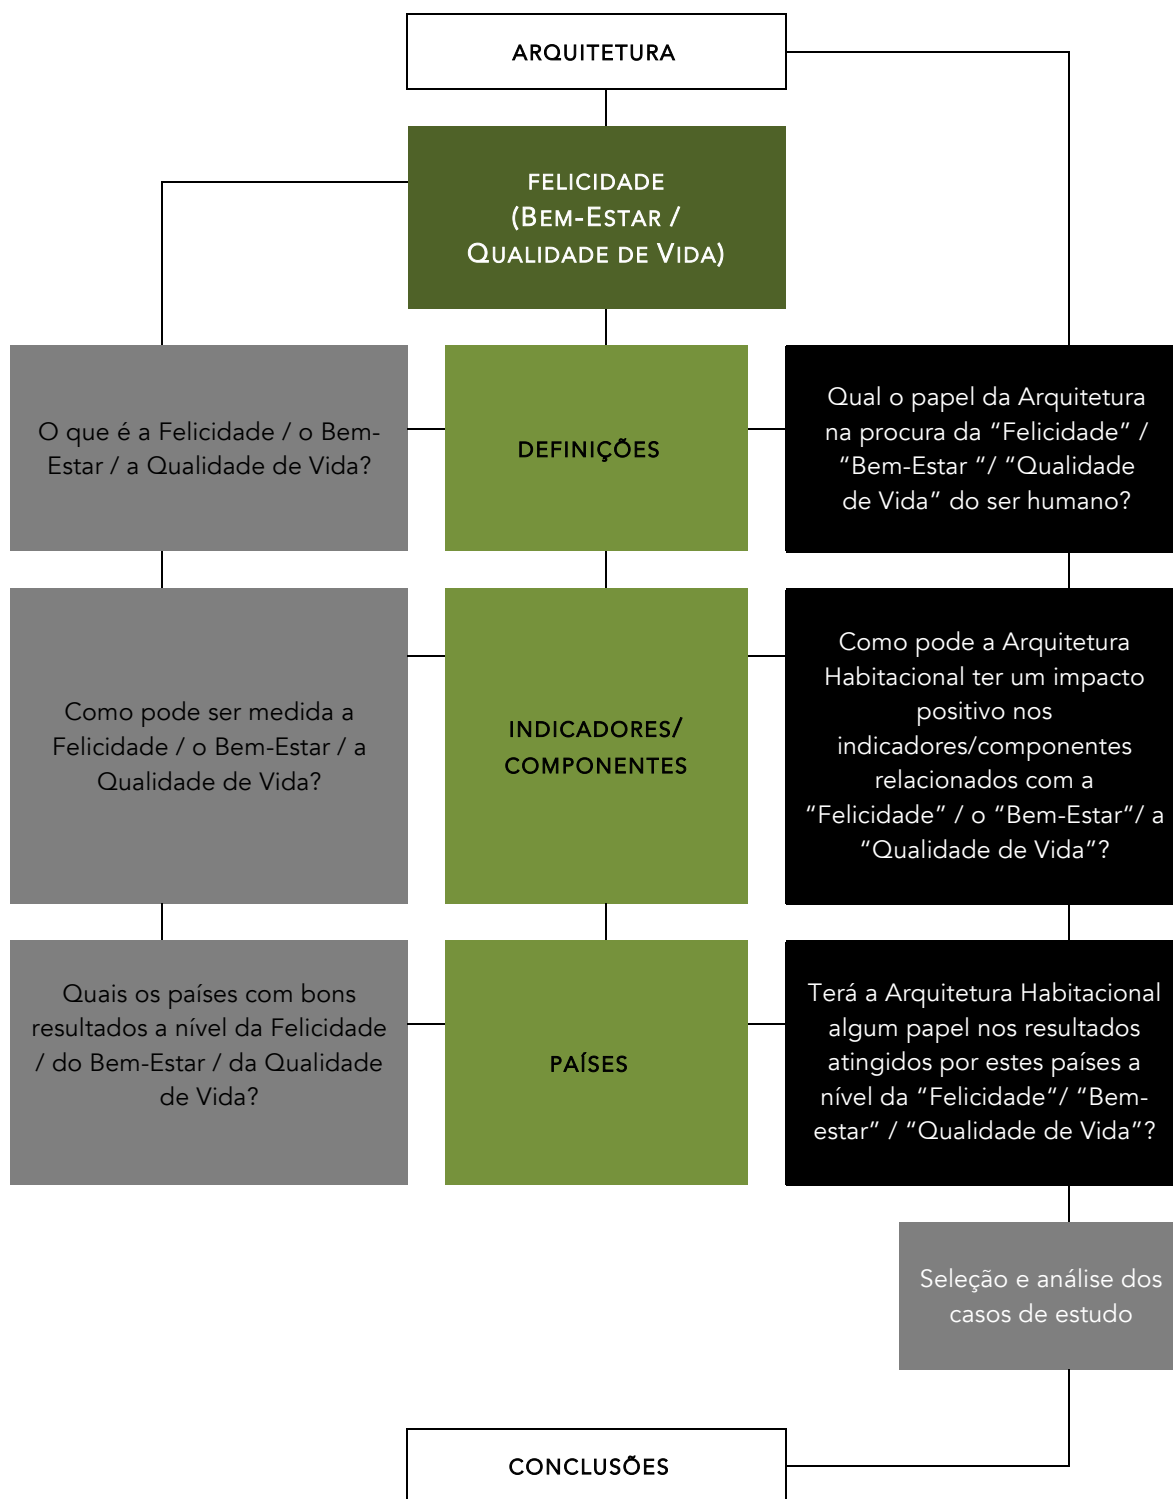 ARQUITETURA
FELICIDADE
(BEM-ESTAR /
QUALIDADE DE VIDA)
O que é a Felicidade / o Bem-
Estar / a Qualidade de Vida?
DEFINIÇÕES
Qual o papel da Arquitetura
na procura da “Felicidade” /
“Bem-Estar “/ “Qualidade
de Vida” do ser humano?
Como pode ser medida a
Felicidade / o Bem-Estar / a
Qualidade de Vida?
INDICADORES/
COMPONENTES
Como pode a Arquitetura
Habitacional ter um impacto
positivo nos
indicadores/componentes
relacionados com a
“Felicidade” / o “Bem-Estar“/ a
“Qualidade de Vida”?
Quais os países com bons
resultados a nível da Felicidade
/ do Bem-Estar / da Qualidade
de Vida?
PAÍSES
Terá a Arquitetura Habitacional
algum papel nos resultados
atingidos por estes países a
nível da “Felicidade“/ “Bem-
estar” / “Qualidade de Vida”?
Seleção e análise dos
casos de estudo
CONCLUSÕES